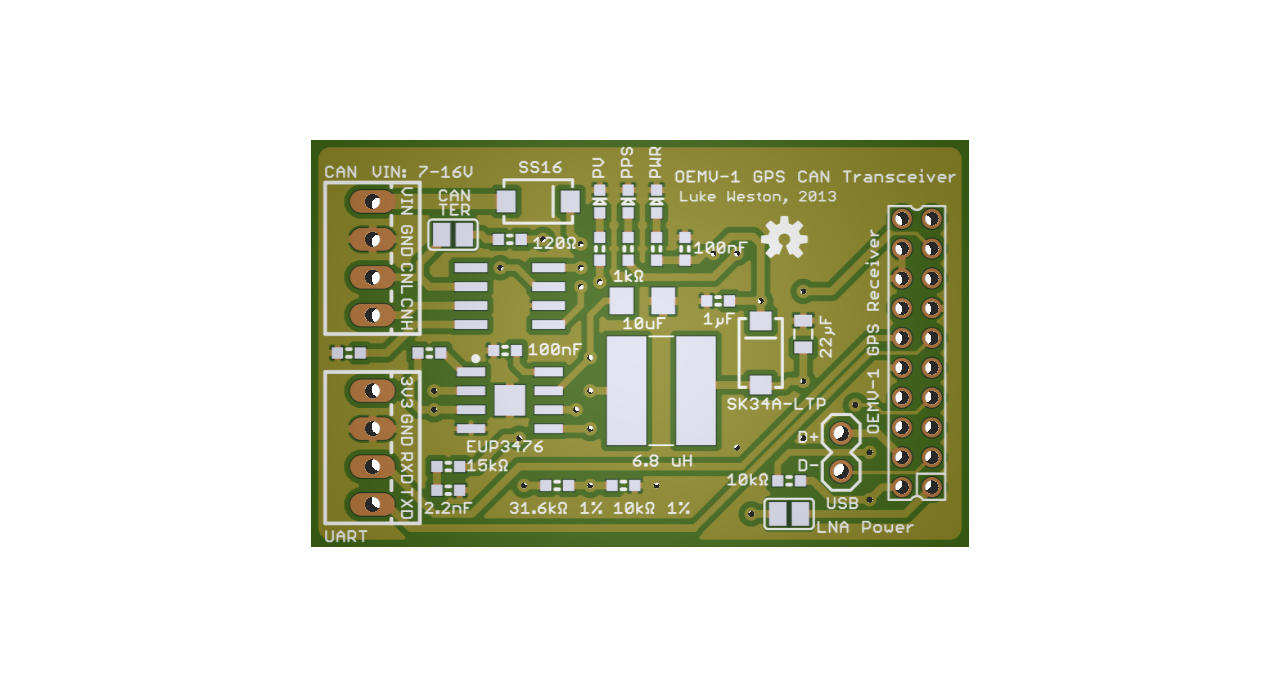 CAN VIN: 7-16V
SS16
PV
PPS
PWR
OEMV-1 GPS CAN Transceiver
Luke Weston, 2013
CAN
TER
VIN GND CNL CNH
120Ω
100nF
1kΩ
10uF
1µF
22µF
OEMV-1 GPS Receiver
100nF
3V3 GND RXD TXD
SK34A-LTP
EUP3476
6.8 uH
D+
D-
15kΩ
10kΩ
2.2nF
31.6kΩ 1% 10kΩ 1%
USB
LNA Power
UART